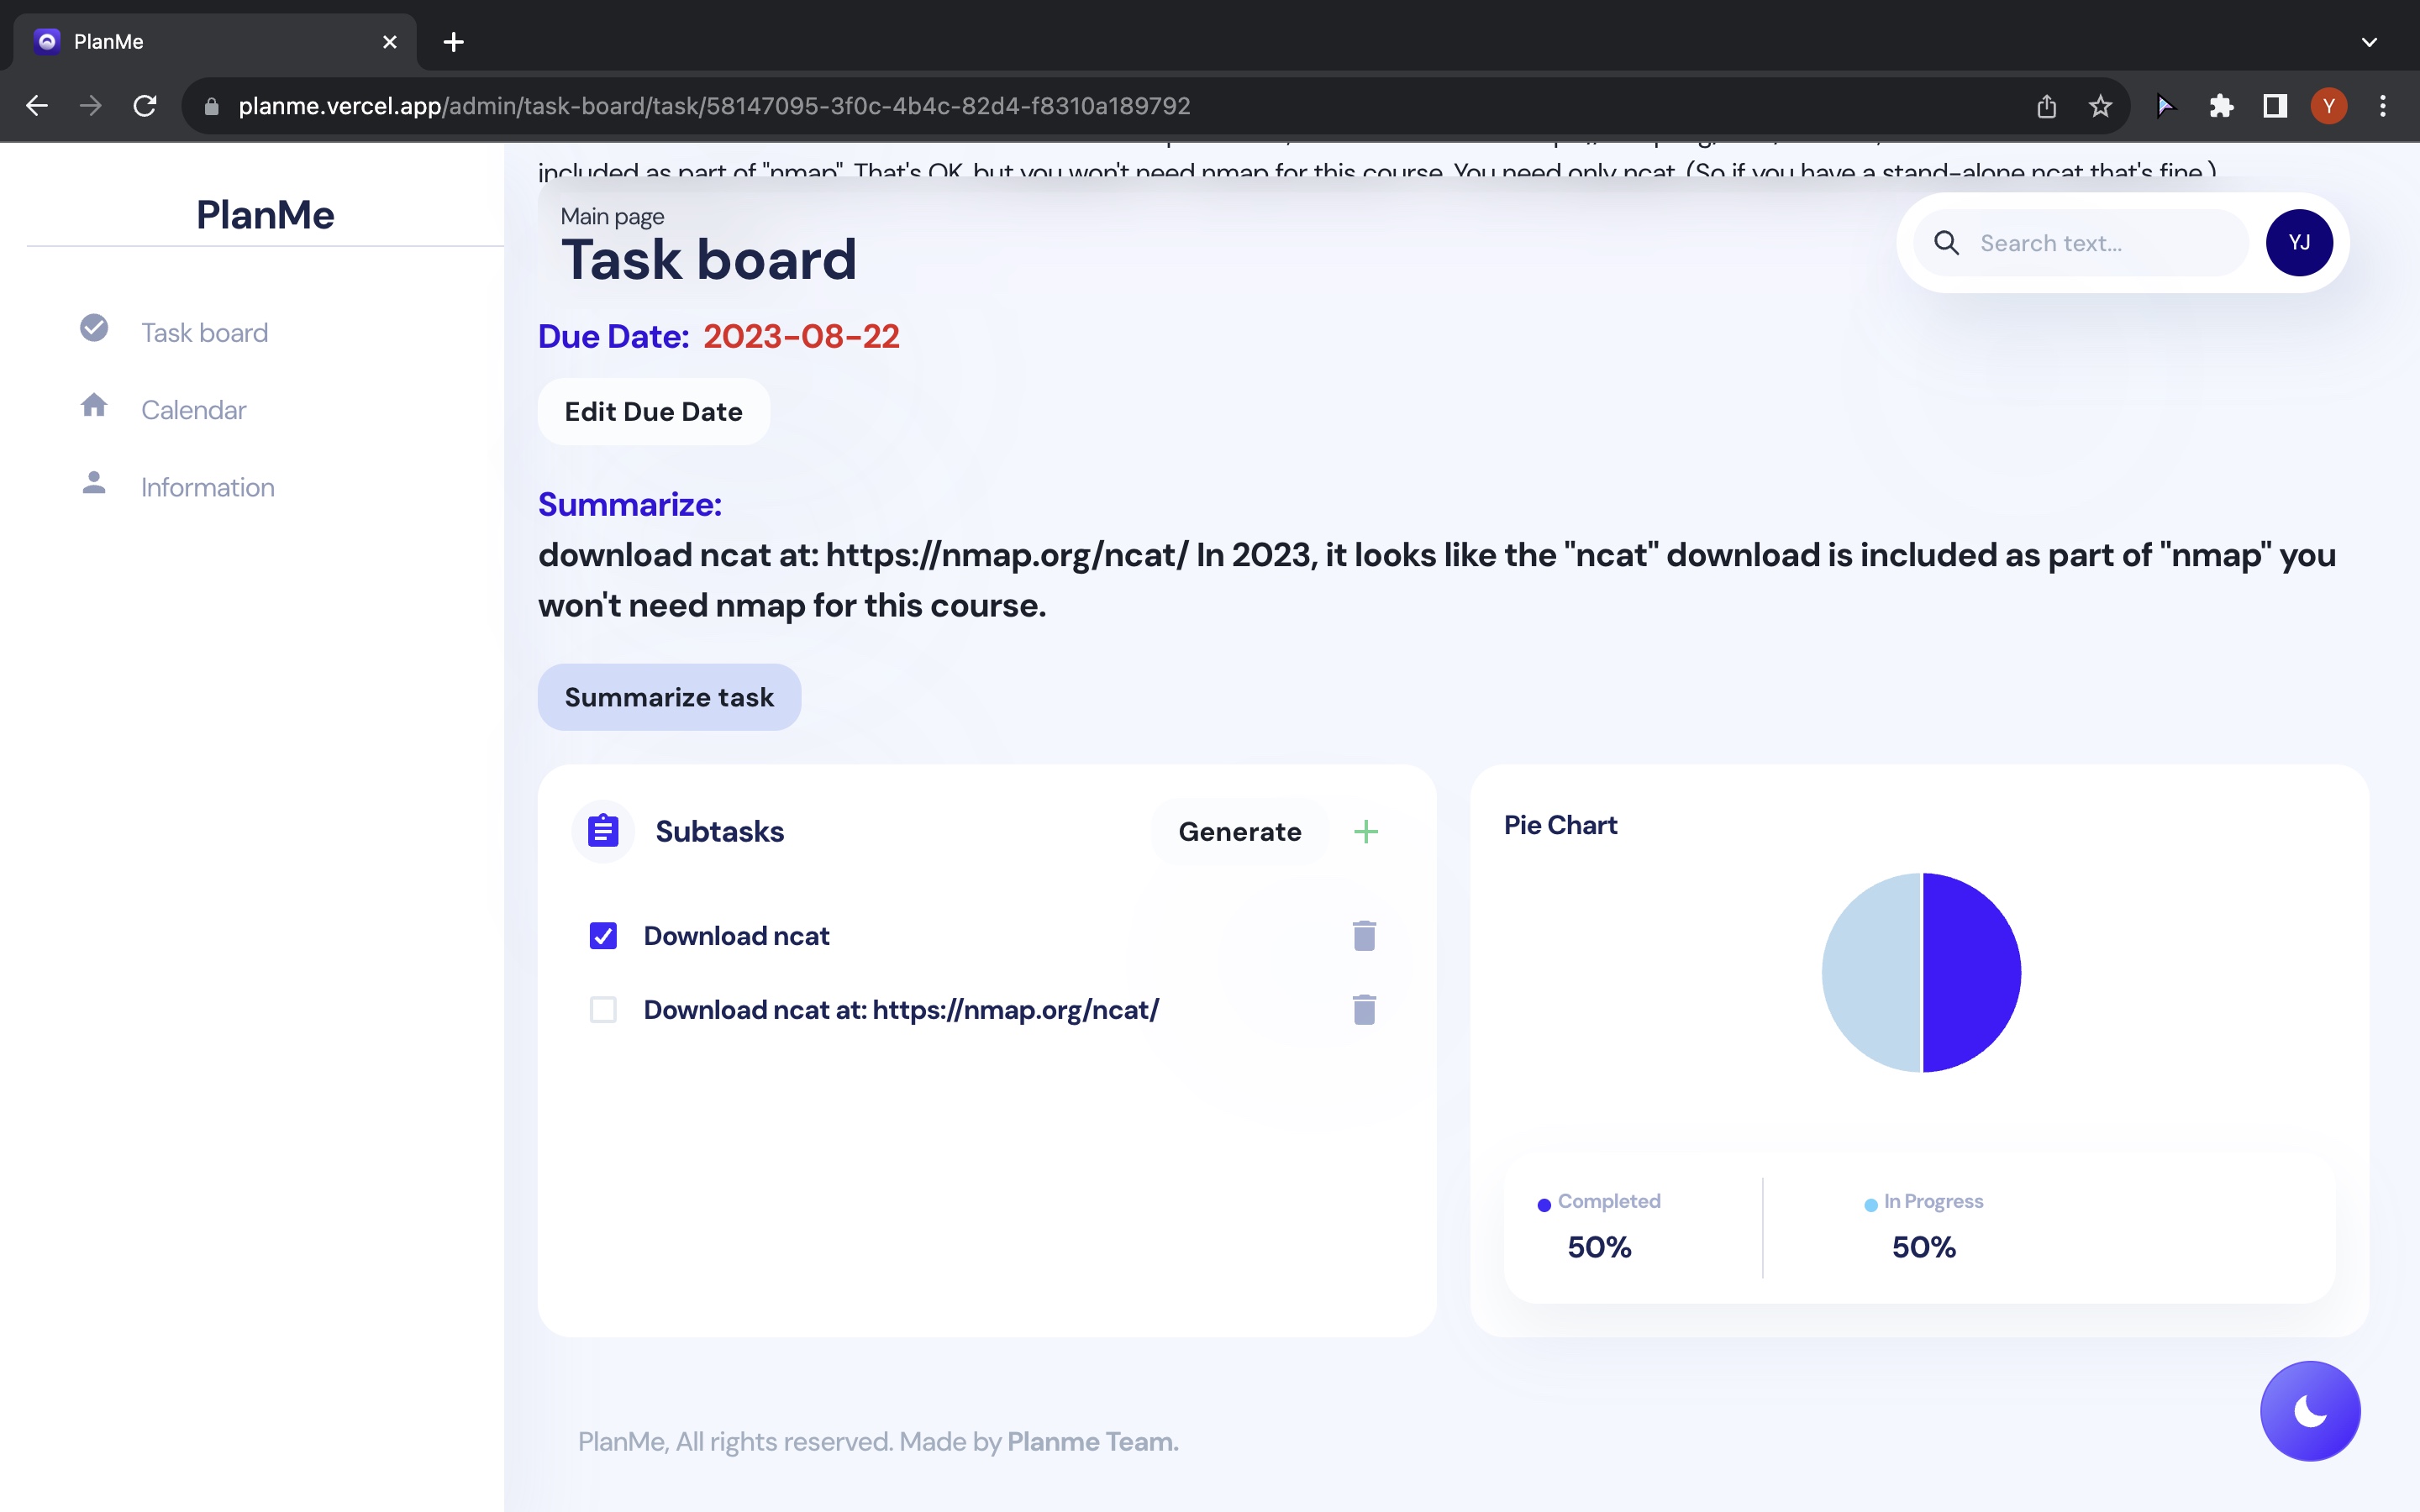 PlanMe
planme.vercel.app/admin/task-board/task/58147095-3f0c-4b4c-82d4-f8310a189792
Y
PlanMe
Task board
Calendar
Information
included as part of "nmap". That's OK, but you won't need nmap for this course. You need only ncat. (So if you have a stand-alone ncat that's fine.)
Main page
Task board
Search text...
YJ
Due Date: 2023-08-22
Edit Due Date
Summarize:
download ncat at: https://nmap.org/ncat/ In 2023, it looks like the "ncat" download is included as part of "nmap" you
won't need nmap for this course.
Summarize task
Subtasks
Generate
Download ncat
Download ncat at: https://nmap.org/ncat/
Pie Chart
Completed
50%
In Progress
50%
PlanMe, All rights reserved. Made by Planme Team.